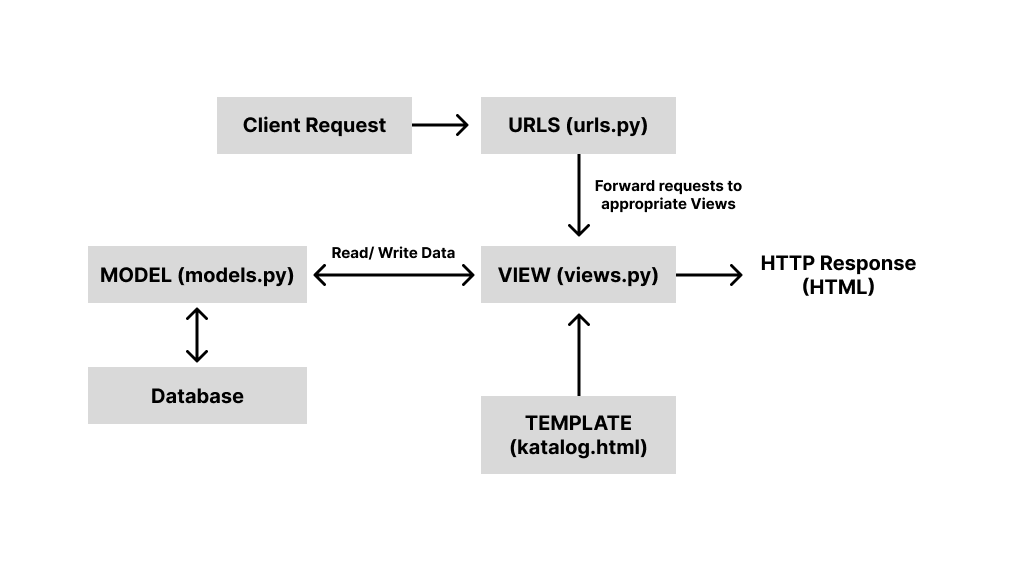 Client Request
URLS (urls.py)
Forward requests to
appropriate Views
MODEL (models.py)
Read/ Write Data
VIEW (views.py)
HTTP Response
(HTML)
Database
TEMPLATE
(katalog.html)